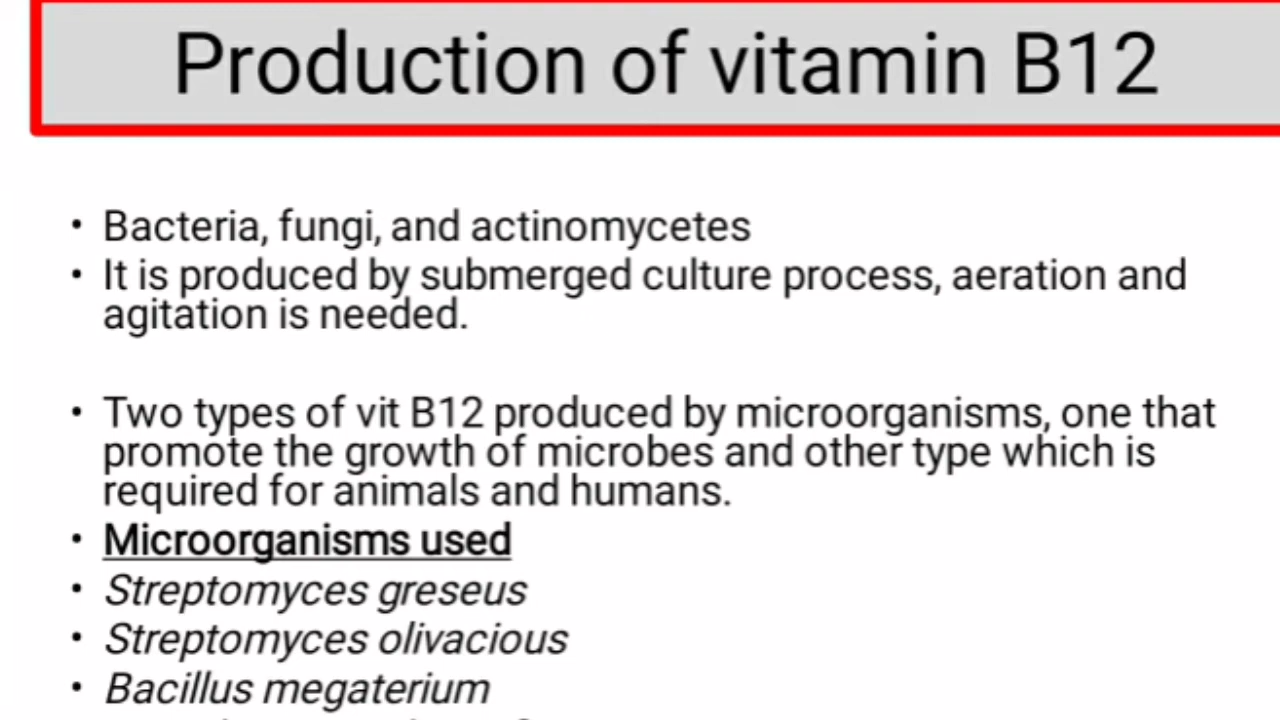 Production of vitamin B12
• Bacteria, fungi, and actinomycetes
• It is produced by submerged culture process, aeration and
agitation is needed.
• Two types of vit B12 produced by microorganisms, one that
promote the growth of microbes and other type which is
required for animals and humans.
• Microorganisms used
• Streptomyces greseus
• Streptomyces olivacious
• Bacillus megaterium